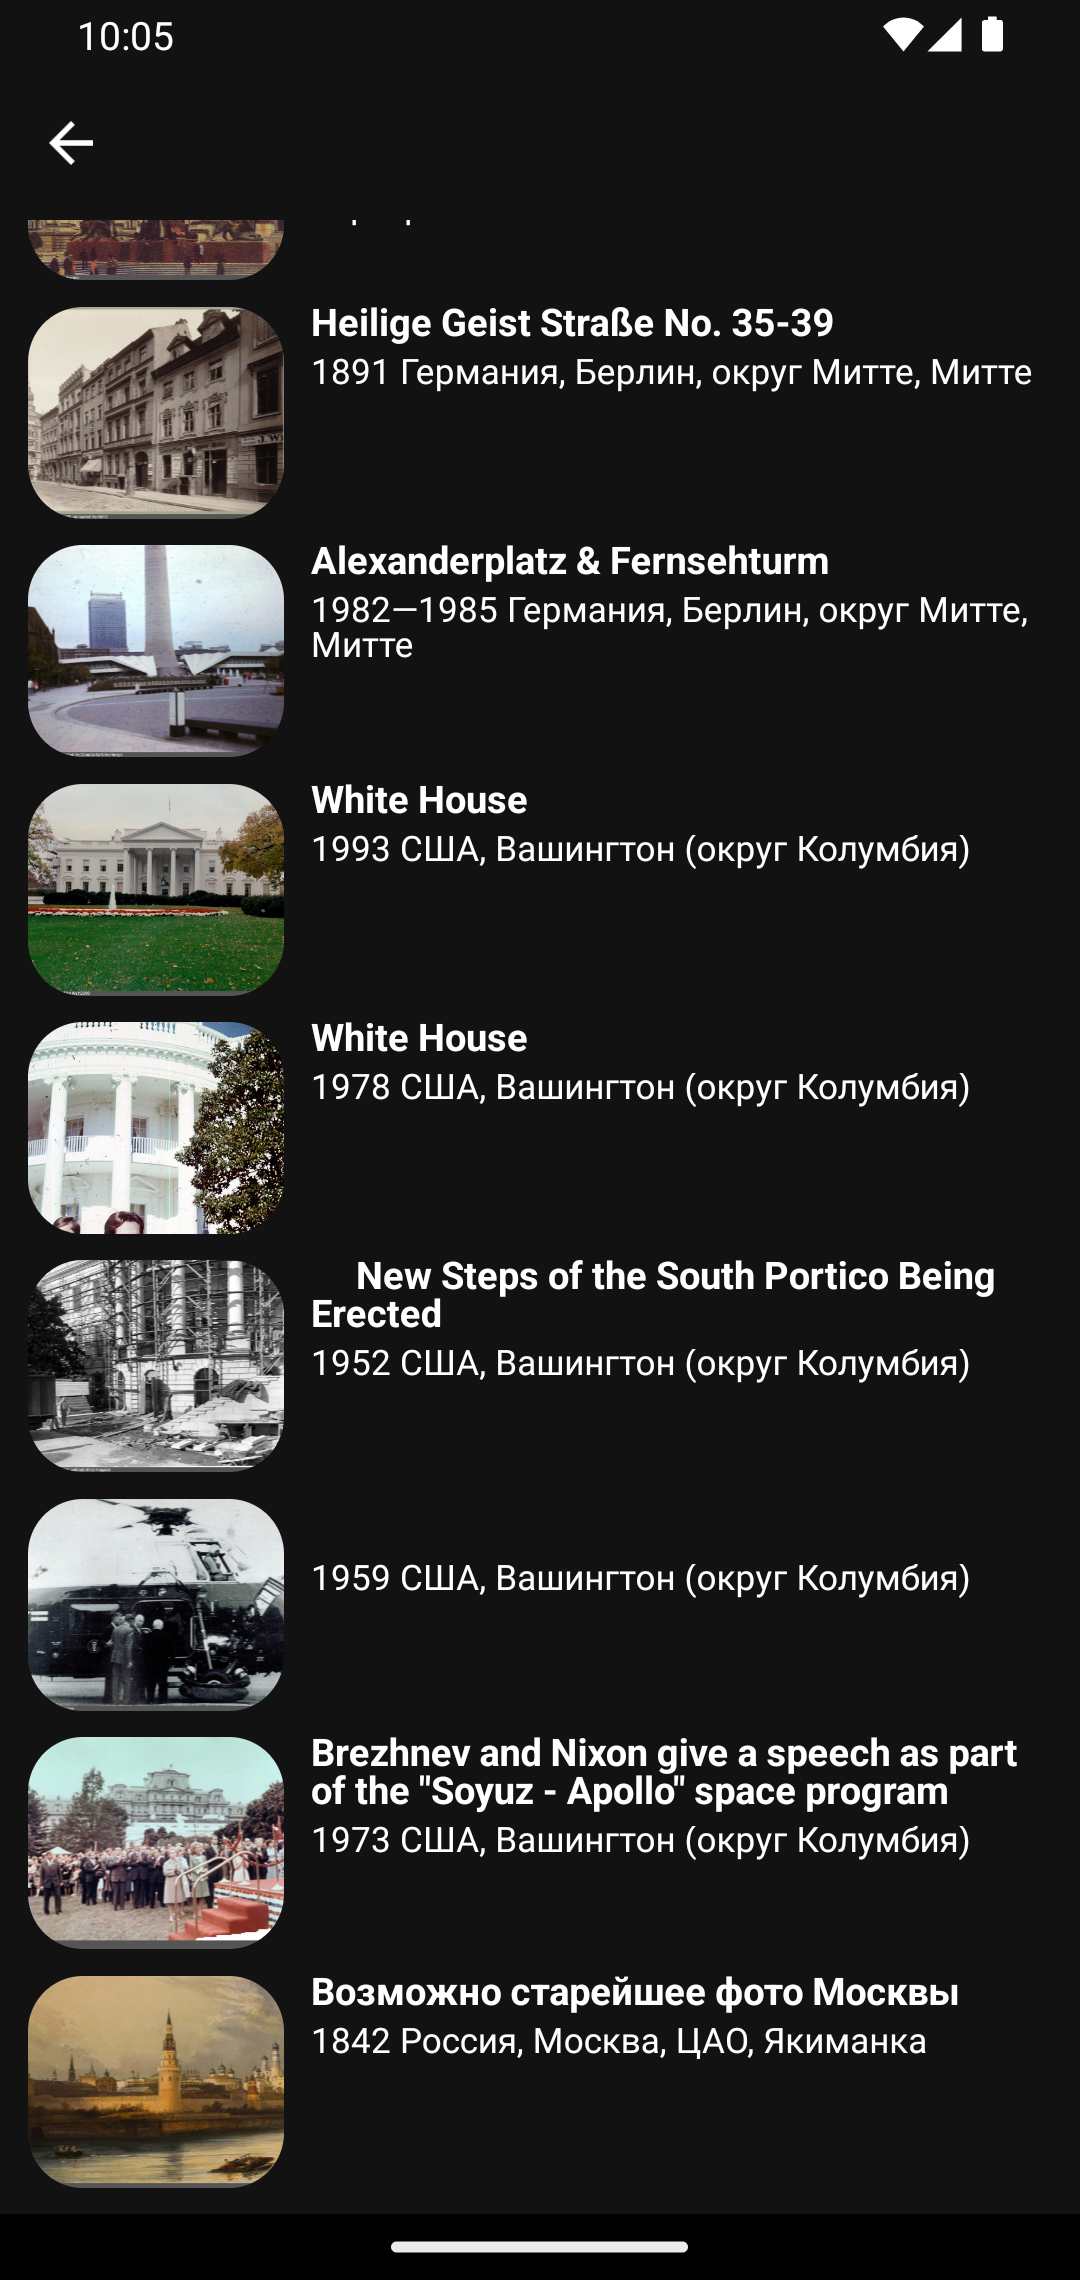 10:05
Heilige Geist Straße No. 35-39
1891 Германия, Берлин, округ Митте, Митте
Alexanderplatz & Fernsehturm
1982—1985 Германия, Берлин, округ Митте,
Митте
White House
1993 США, Вашингтон (округ Колумбия)
White House
1978 США, Вашингтон (округ Колумбия)
New Steps of the South Portico Being
Erected
1952 США, Вашингтон (округ Колумбия)
1959 США, Вашингтон (округ Колумбия)
Brezhnev and Nixon give a speech as part
of the "Soyuz - Apollo" space program
1973 США, Вашингтон (округ Колумбия)
Возможно старейшее фото Москвы
1842 Россия, Москва, ЦАО, Якиманка